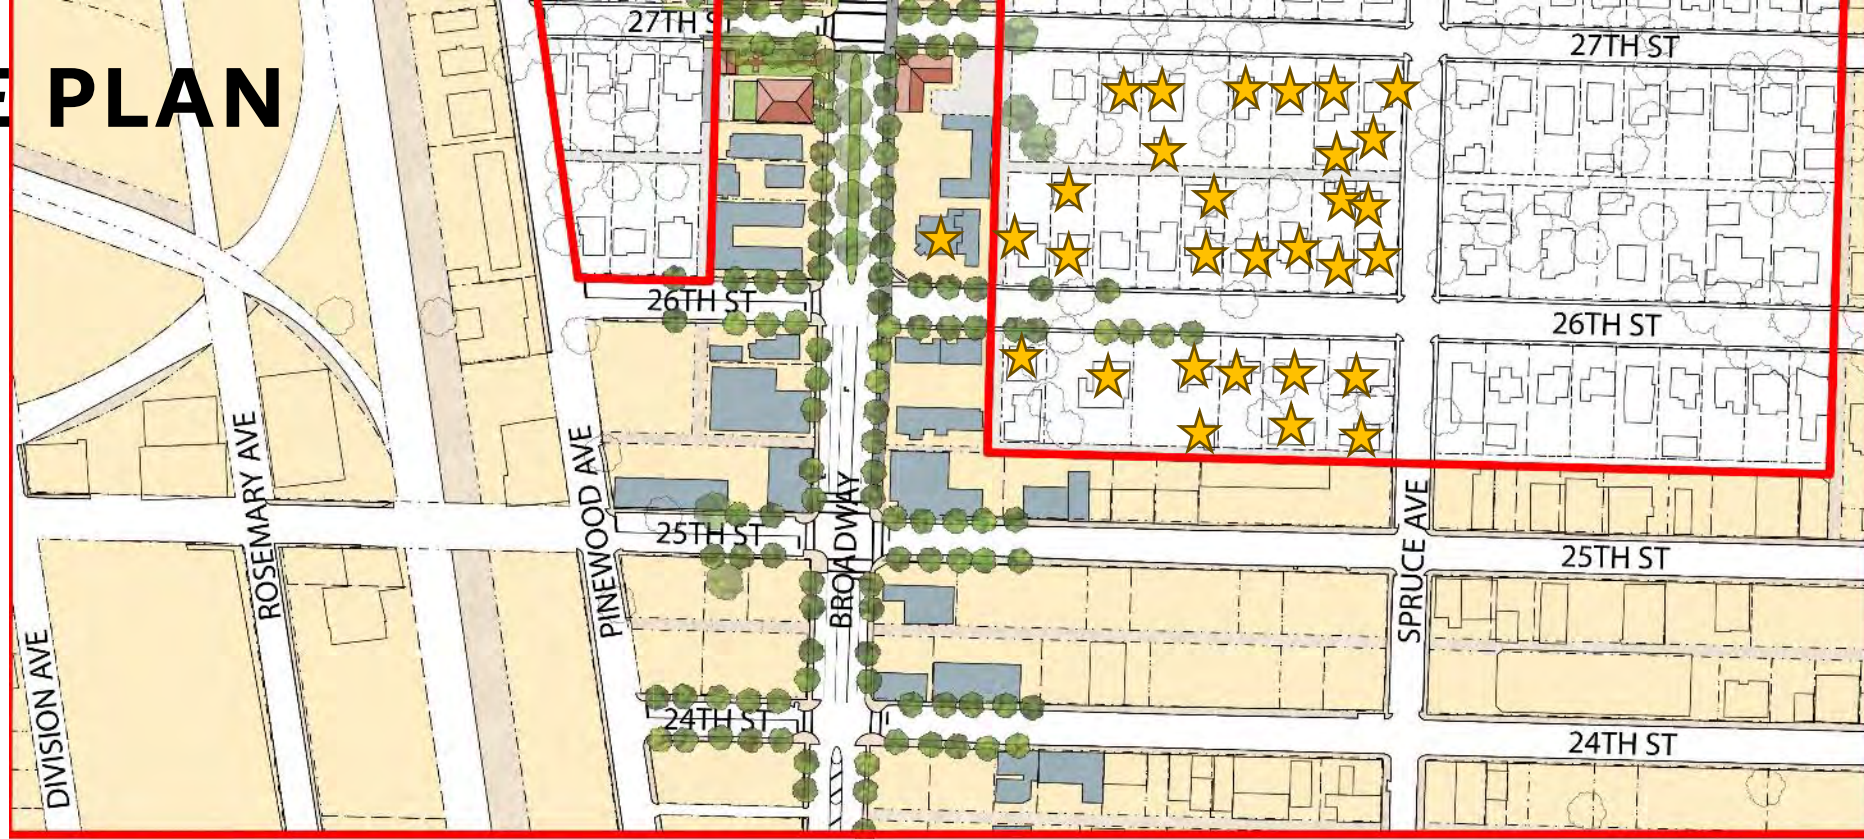 27TH ST
27TH ST
PLAN
26TH ST
26TH ST
ROSEMARY AVE
PINEWOOD AVE
BROADWAY
SPRUCE AVE
25TH ST
25TH ST
DIVISION AVE
24TH ST
24TH ST